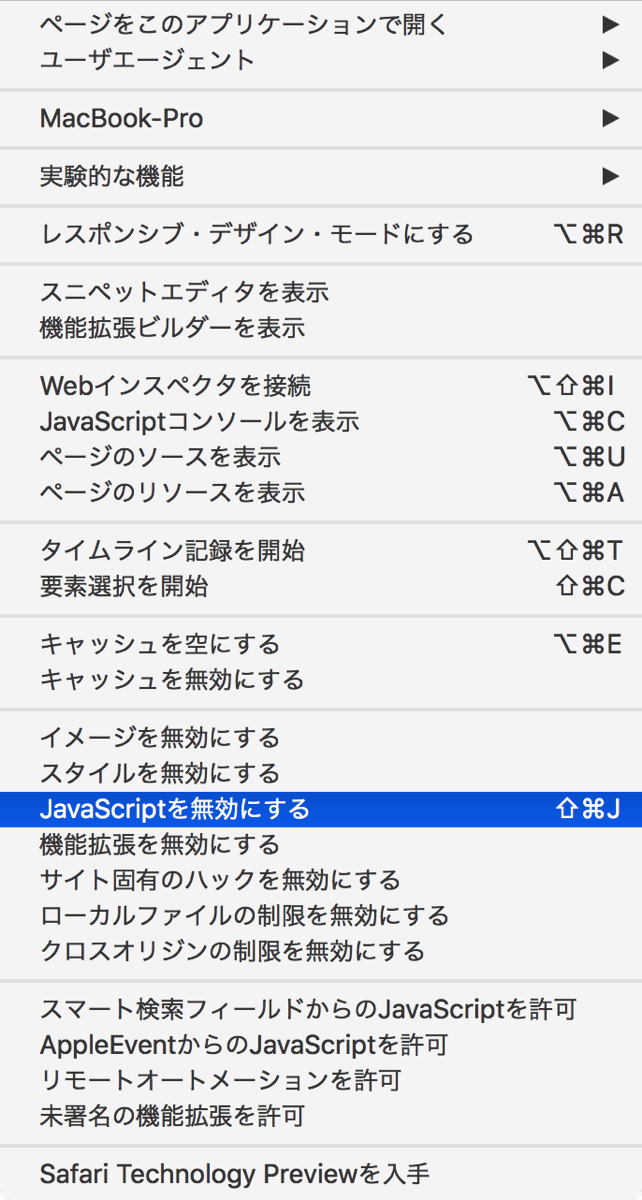 ページをこのアプリケーションで開く ▶
ユーザエージェント ▶
MacBook-Pro ▶
実験的な機能 ▶
レスポンシブ・デザイン・モードにする ⌥⌘R
スニペットエディタを表示
機能拡張ビルダーを表示
Webインスペクタを接続 ⌥⇧⌘I
JavaScriptコンソールを表示 ⌥⌘C
ページのソースを表示 ⌥⌘U
ページのリソースを表示 ⌥⌘A
タイムライン記録を開始 ⌥⇧⌘T
要素選択を開始 ⇧⌘C
キャッシュを空にする ⌥⌘E
キャッシュを無効にする
イメージを無効にする
スタイルを無効にする
JavaScriptを無効にする ⇧⌘J
機能拡張を無効にする
サイト固有のハックを無効にする
ローカルファイルの制限を無効にする
クロスオリジンの制限を無効にする
スマート検索フィールドからのJavaScriptを許可
AppleEventからのJavaScriptを許可
リモートオートメーションを許可
未署名の機能拡張を許可
Safari Technology Previewを入手